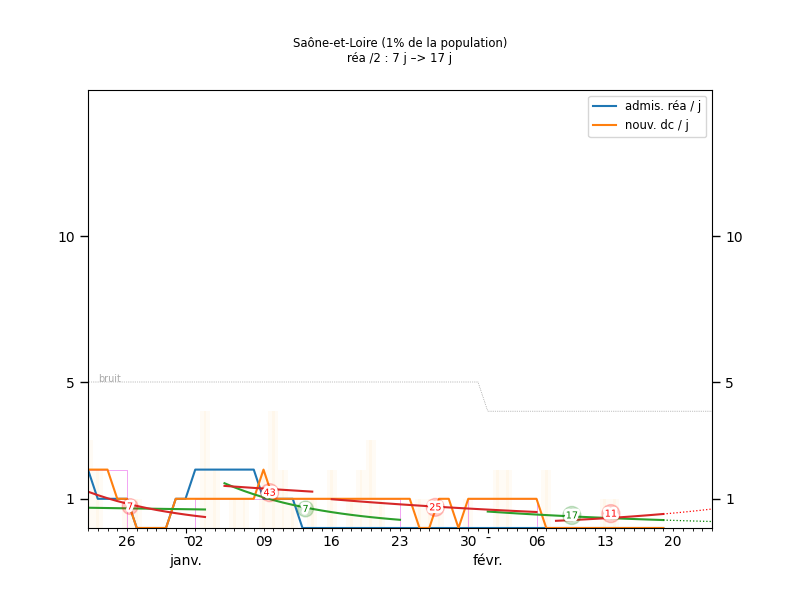 Saône-et-Loire (1% de la population)
réa /2 : 7 j –> 17 j
admis. réa / j
nouv. dc / j
10 10
bruit
5 5
1 1
7 43 7 25 17 11
26 02 09 16 23 30 06 13 20
janv. févr.